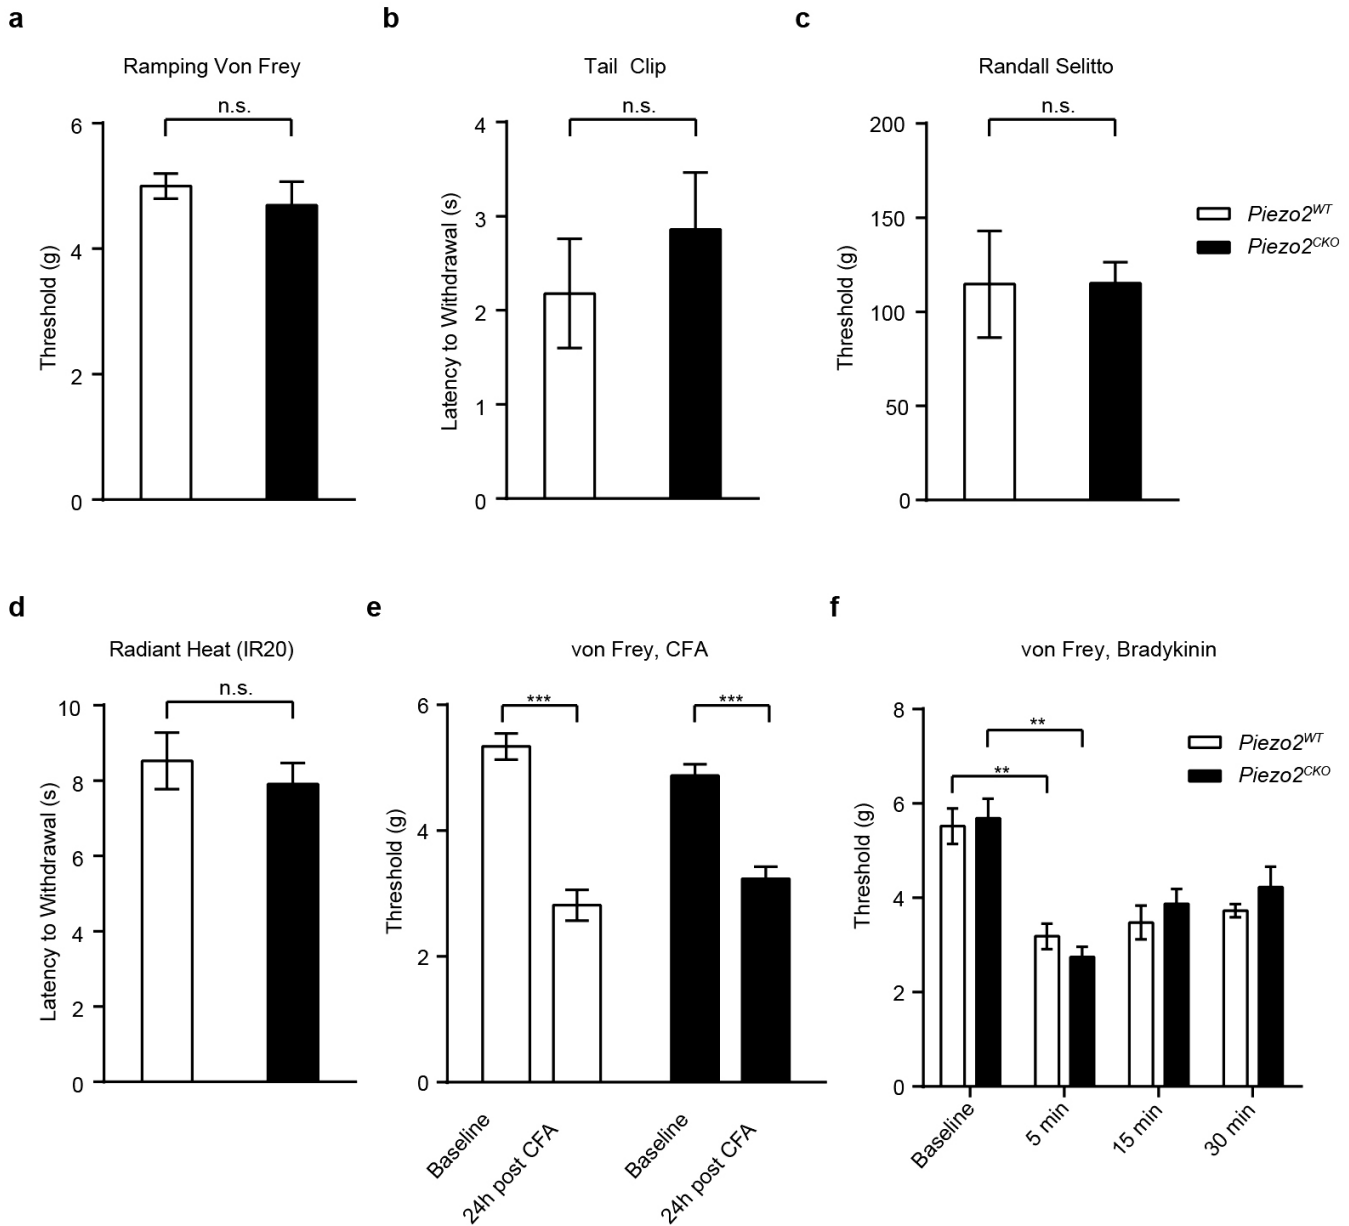 a
b
c
Ramping Von Frey
Tail Clip
Randall Selitto
n.s.
n.s.
n.s.
6
4
2
0
Threshold (g)
4
3
2
1
0
Latency to Withdrawal (s)
200
150
100
50
0
Threshold (g)
Piezo2WT
Piezo2CKO
d
e
f
Radiant Heat (IR20)
von Frey, CFA
von Frey, Bradykinin
n.s.
10
8
6
4
2
0
Latency to Withdrawal (s)
***
***
6
4
2
0
Threshold (g)
Baseline
24h post CFA
Baseline
24h post CFA
**
**
8
6
4
2
0
Threshold (g)
Piezo2WT
Piezo2CKO
Baseline
5 min
15 min
30 min